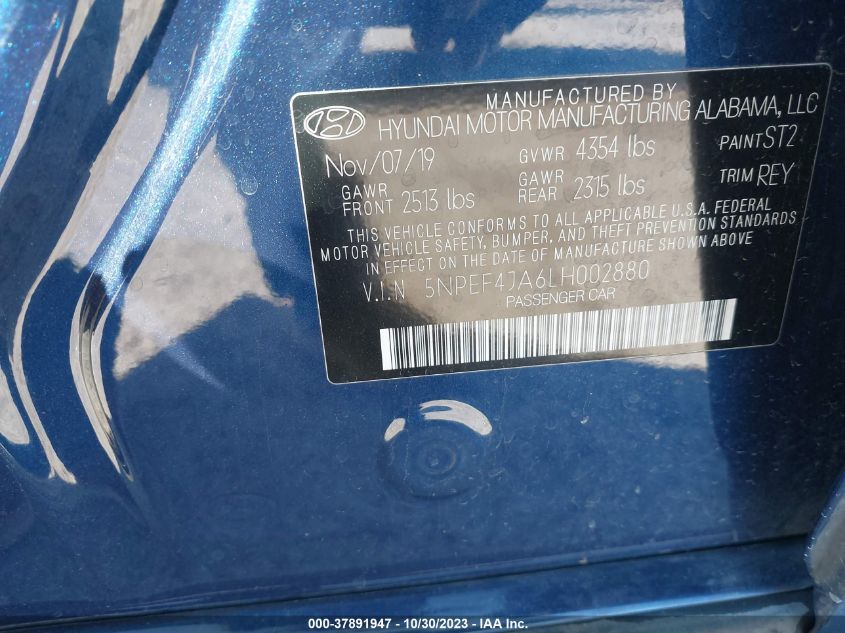 MANUFACTURED BY
HYUNDAI MOTOR MANUFACTURING ALABAMA, LLC
Nov/07/19 GVWR 4354 lbs PAINT ST2
GAWR FRONT 2513 lbs GAWR REAR 2315 lbs TRIM REY
THIS VEHICLE CONFORMS TO ALL APPLICABLE U.S.A. FEDERAL
MOTOR VEHICLE SAFETY, BUMPER, AND THEFT PREVENTION STANDARDS
IN EFFECT ON THE DATE OF MANUFACTURE SHOWN ABOVE
V.I.N 5NPEF4JA6LH002880
PASSENGER CAR
000-37891947 - 10/30/2023 - IAA Inc.